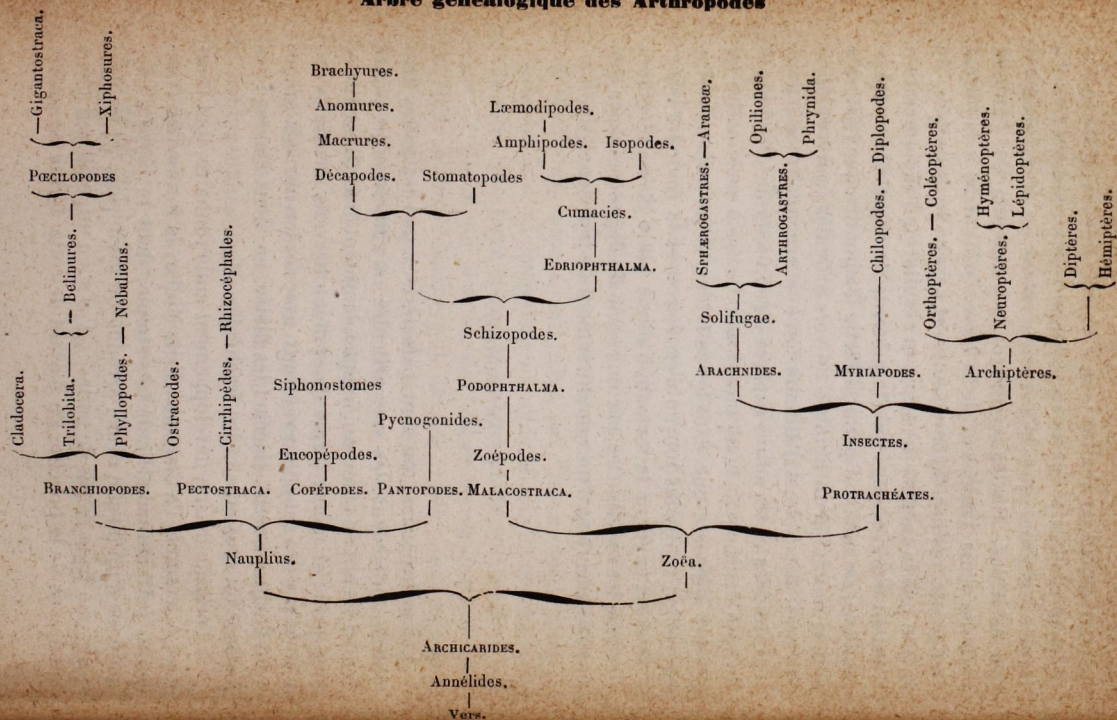 Arbre généalogique des Arthropodes
—Gigantostraca.
—Xiphosures.
PŒCILOPODES
— Belinures.
Cladocera.
Trilobita.
Phyllopodes. — Nébaliens.
Ostracodes.
BRANCHIOPODES.
Cirrhipèdes. — Rhizocéphales.
PECTOSTRACA.
Siphonostomes
Eucopépodes.
COPÉPODES.
Pycnogonides.
PANTOPODES.
Brachyures.
Anomures.
Macrures.
Décapodes.
Stomatopodes
Læmodipodes.
Amphipodes.
Isopodes.
Cumacies.
EDRIOPHTHALMA.
Schizopodes.
PODOPHTHALMA.
Zoépodes.
MALACOSTRACA.
SPHÆROGASTRES. — Araneæ.
Opiliones.
Phrynida.
ARTHROGASTRES.
Solifugae.
ARACHNIDES.
Chilopodes. — Diplopodes.
MYRIAPODES.
Orthoptères. — Coléoptères.
Hyménoptères.
Lépidoptères.
Neuroptères.
Diptères.
Hémiptères.
Archiptères.
INSECTES.
PROTRACHÉATES.
Nauplius.
Zoëa.
ARCHICARIDES.
Annélides.
Vers.